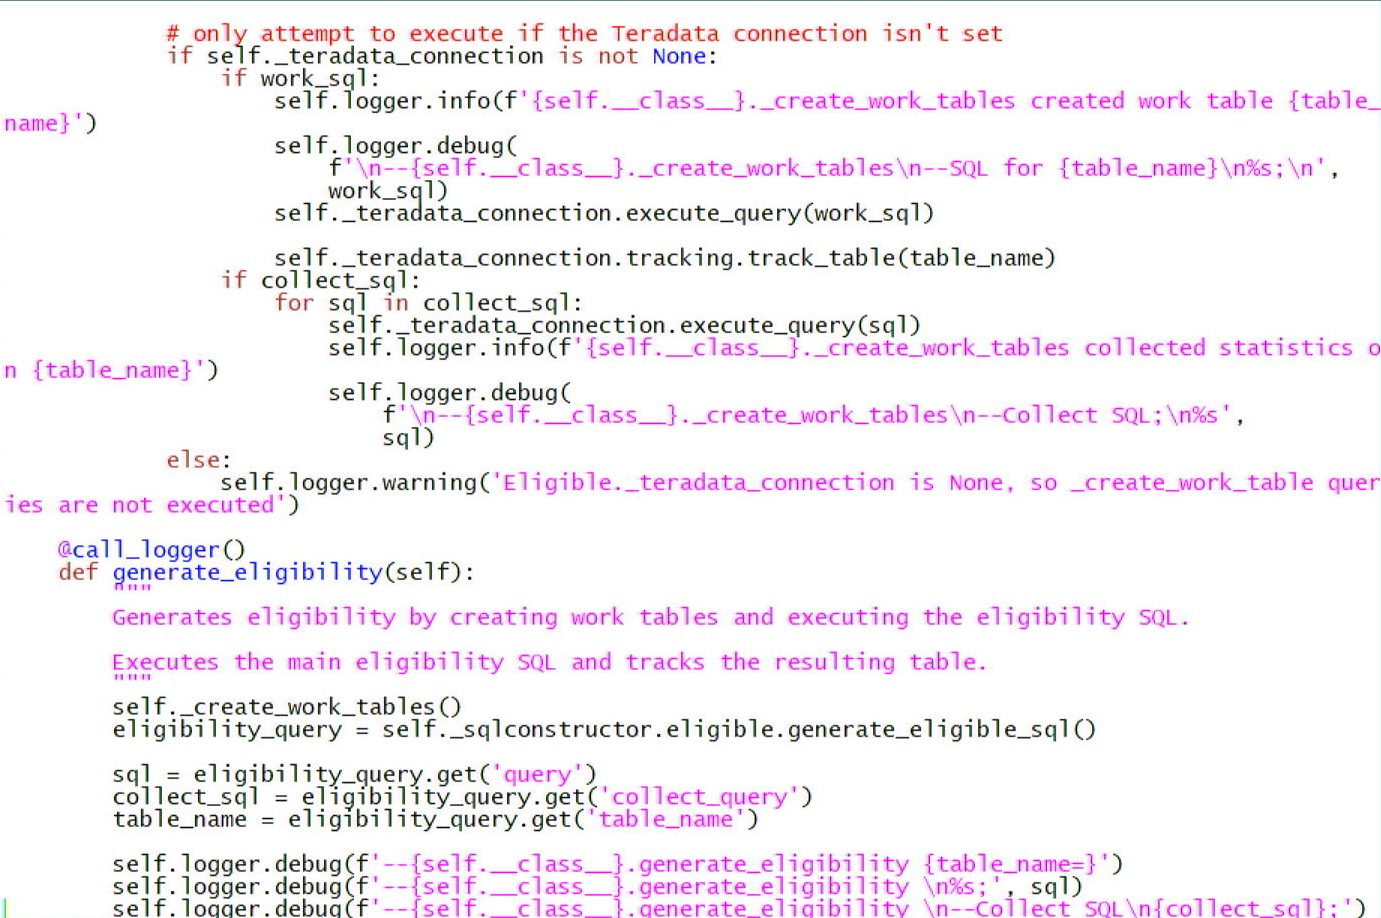 # only attempt to execute if the Teradata connection isn't set
if self._teradata_connection is not None:
if work_sql:
self.logger.info(f'{self.__class__}._create_work_tables created work table {table_
name}')
self.logger.debug(
f'\n--{self.__class__}._create_work_tables\n--SQL for {table_name}\n%s;\n',
work_sql)
self._teradata_connection.execute_query(work_sql)
self._teradata_connection.tracking.track_table(table_name)
if collect_sql:
for sql in collect_sql:
self._teradata_connection.execute_query(sql)
self.logger.info(f'{self.__class__}._create_work_tables collected statistics o
n {table_name}')
self.logger.debug(
f'\n--{self.__class__}._create_work_tables\n--Collect SQL;\n%s',
sql)
else:
self.logger.warning('Eligible._teradata_connection is None, so _create_work_table quer
ies are not executed')
@call_logger()
def generate_eligibility(self):
"""
Generates eligibility by creating work tables and executing the eligibility SQL.
Executes the main eligibility SQL and tracks the resulting table.
"""
self._create_work_tables()
eligibility_query = self._sqlconstructor.eligible.generate_eligible_sql()
sql = eligibility_query.get('query')
collect_sql = eligibility_query.get('collect_query')
table_name = eligibility_query.get('table_name')
self.logger.debug(f'--{self.__class__}.generate_eligibility {table_name=}')
self.logger.debug(f'--{self.__class__}.generate_eligibility \n%s;', sql)
self.logger.debug(f'--{self.__class__}.generate_eligibility \n--Collect SQL\n{collect_sql};')